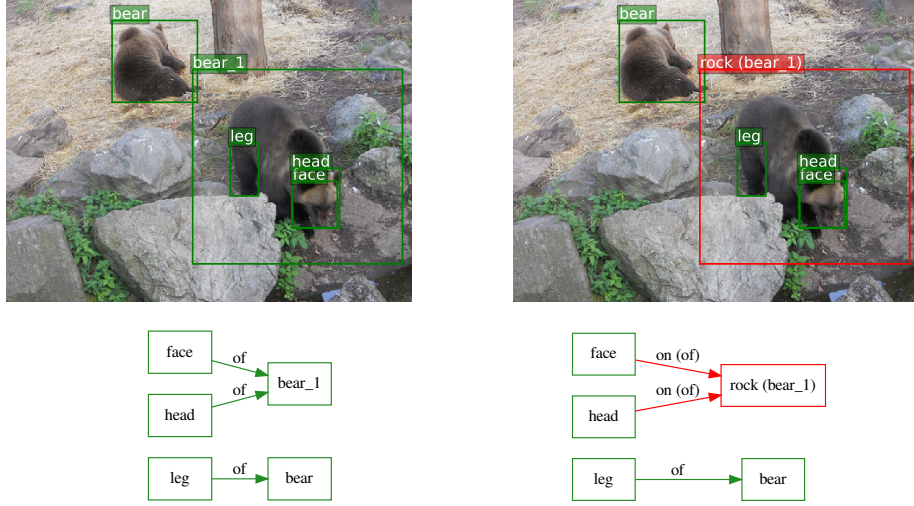 bear
bear_1
leg
head
face
bear
rock (bear_1)
leg
head
face
face
of
bear_1
of
head
leg
of
bear
face
on (of)
rock (bear_1)
on (of)
head
leg
of
bear